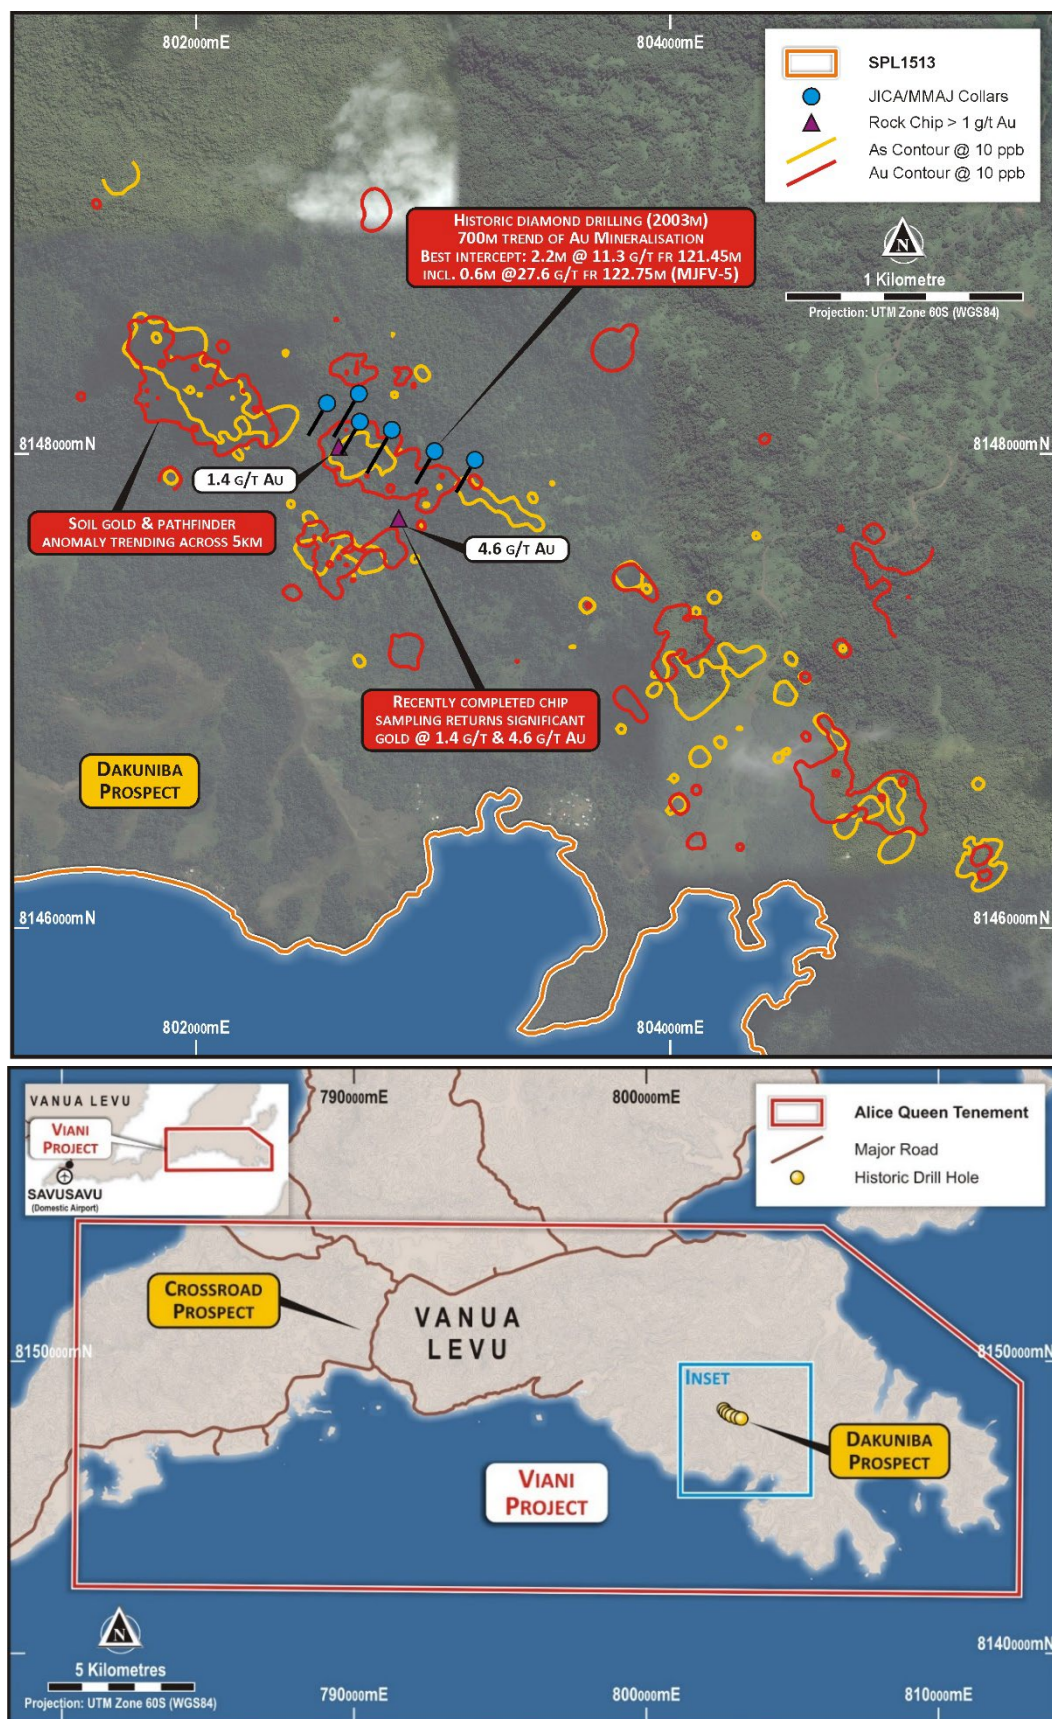 802000mE
804000mE
SPL1513
JICA/MMAJ Collars
Rock Chip > 1 g/t Au
As Contour @ 10 ppb
Au Contour @ 10 ppb
HISTORIC DIAMOND DRILLING (2003M)
700M TREND OF AU MINERALISATION
BEST INTERCEPT: 2.2M @ 11.3 G/T FR 121.45M
INCL. 0.6M @27.6 G/T FR 122.75M (MJFV-5)
N
1 Kilometre
Projection: UTM Zone 60S (WGS84)
8148000mN
8148000mN
1.4 G/T AU
SOIL GOLD & PATHFINDER
ANOMALY TRENDING ACROSS 5KM
4.6 G/T AU
RECENTLY COMPLETED CHIP
SAMPLING RETURNS SIGNIFICANT
GOLD @ 1.4 G/T & 4.6 G/T AU
DAKUNIBA
PROSPECT
8146000mN
8146000mN
802000mE
804000mE
VANUA LEVU
VIANI
PROJECT
SAVUSAVU
(Domestic Airport)
790000mE
800000mE
Alice Queen Tenement
Major Road
Historic Drill Hole
CROSSROAD
PROSPECT
VANUA
LEVU
8150000mN
8150000mN
INSET
DAKUNIBA
PROSPECT
VIANI
PROJECT
N
5 Kilometres
Projection: UTM Zone 60S (WGS84)
8140000mN
790000mE
800000mE
810000mE